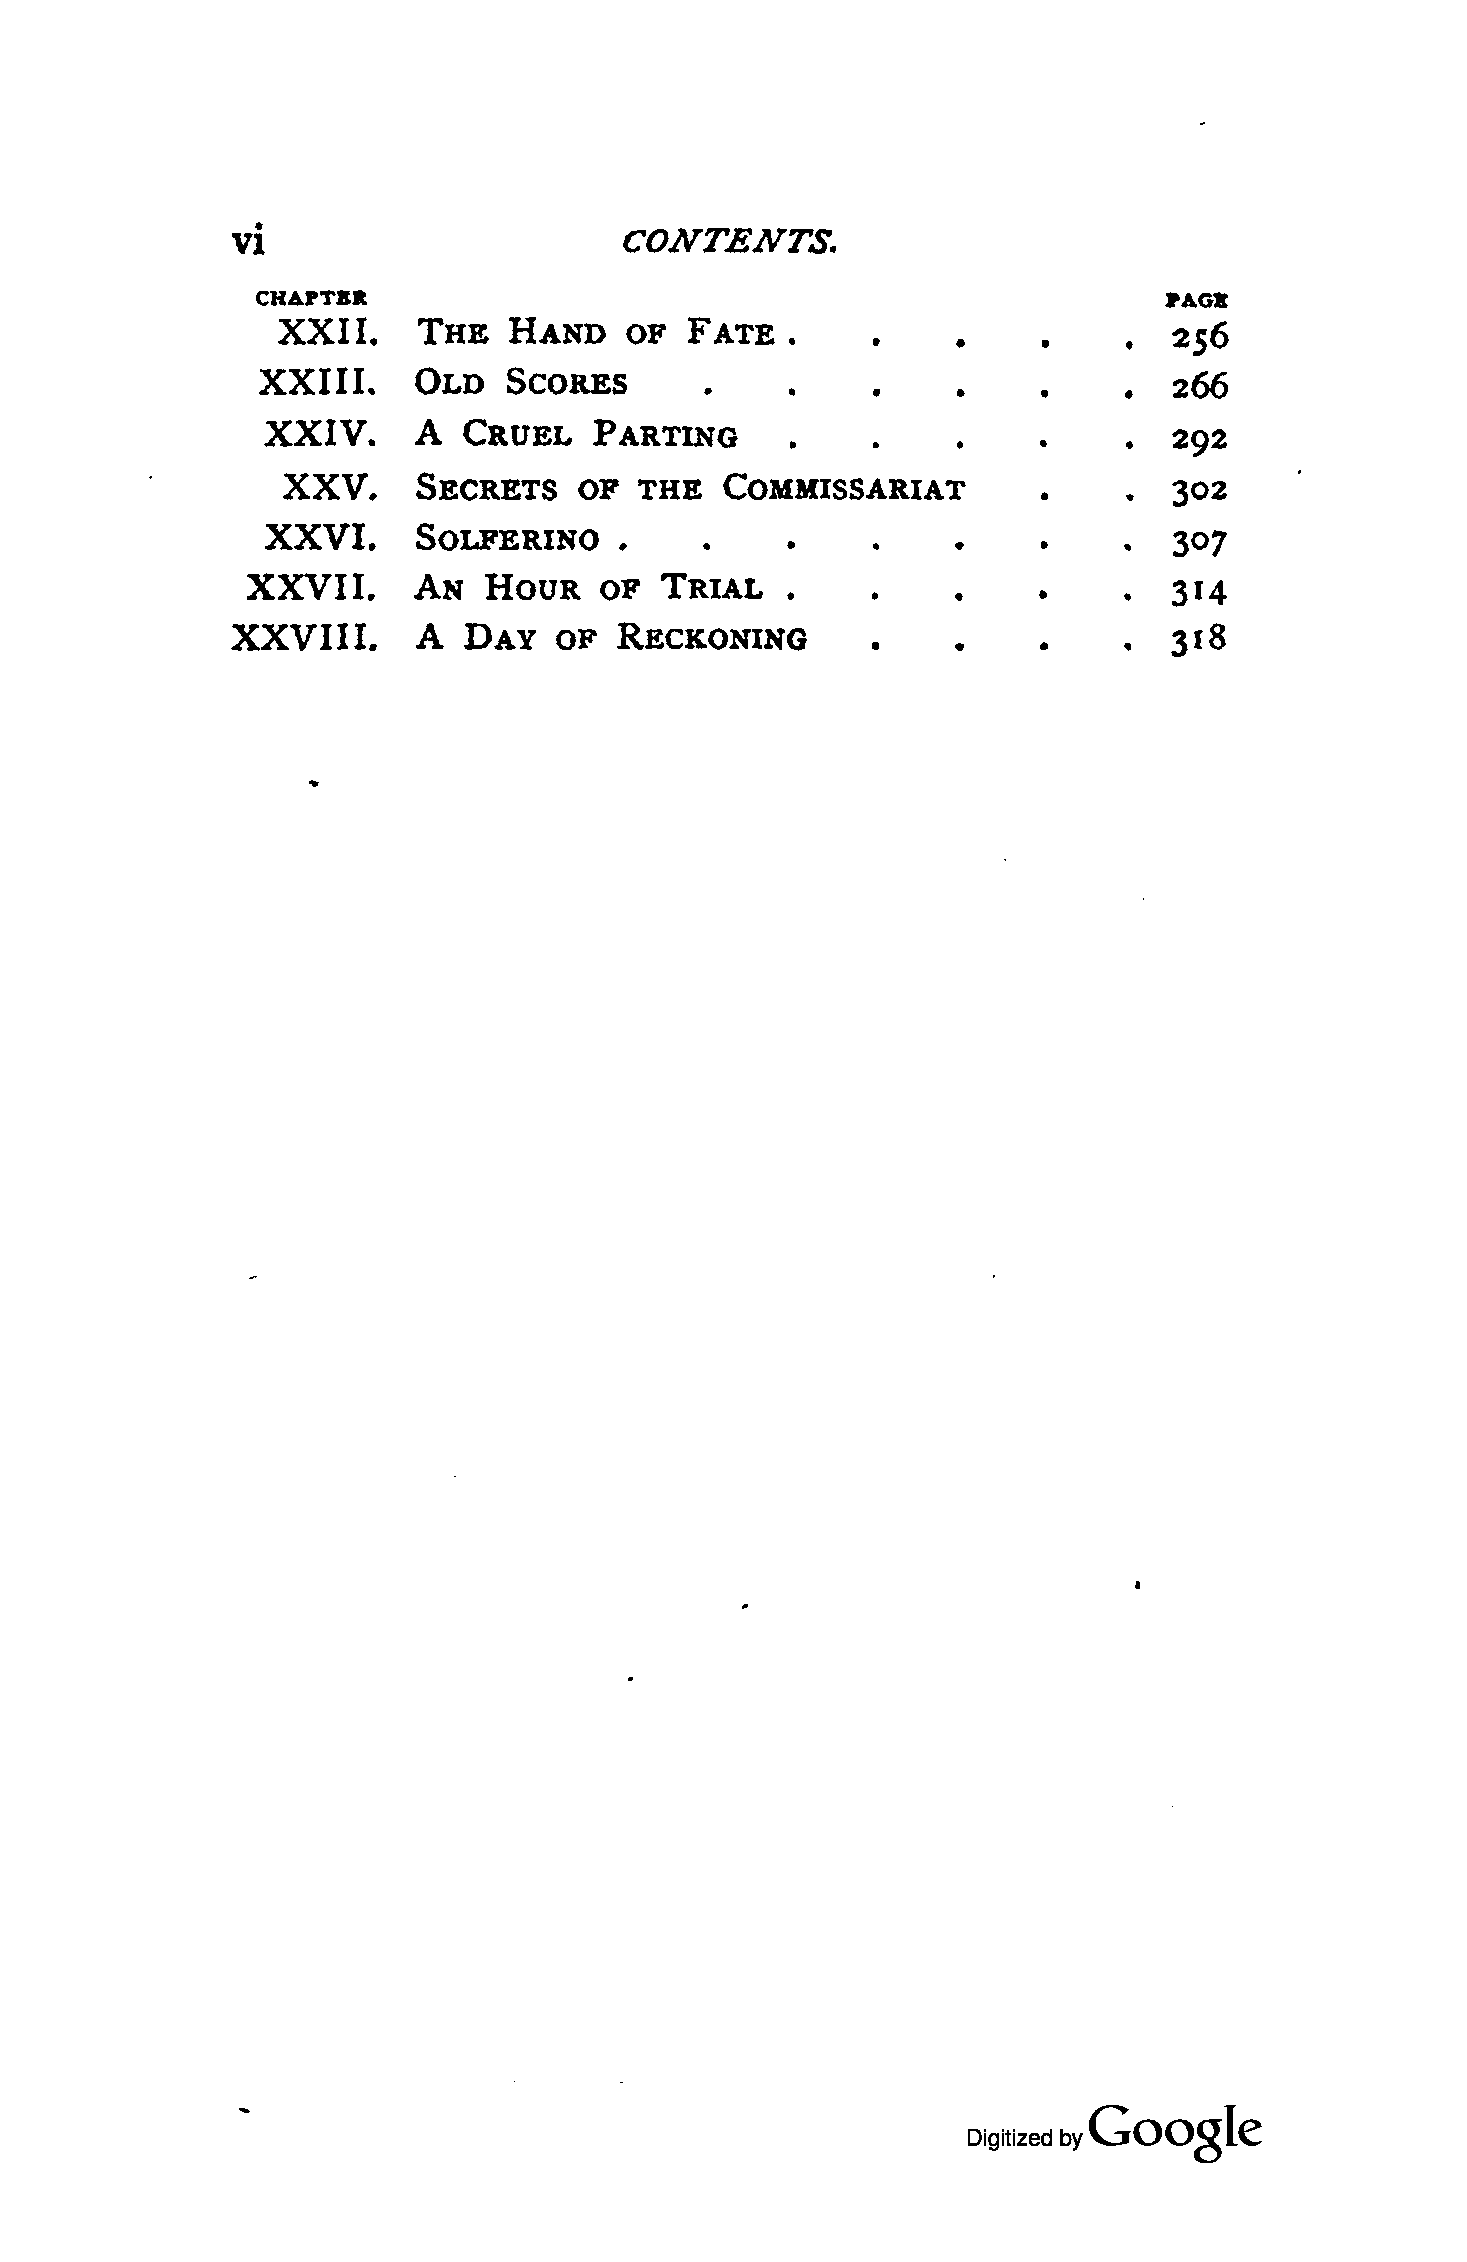 vi CONTENTS.
CHAPTER PAGE
XXII. THE HAND OF FATE . . . . . 256
XXIII. OLD SCORES . . . . . . 266
XXIV. A CRUEL PARTING . . . . . 292
XXV. SECRETS OF THE COMMISSARIAT . . 302
XXVI. SOLFERINO . . . . . . . 307
XXVII. AN HOUR OF TRIAL . . . . . 314
XXVIII. A DAY OF RECKONING . . . . 318
Digitized by Google